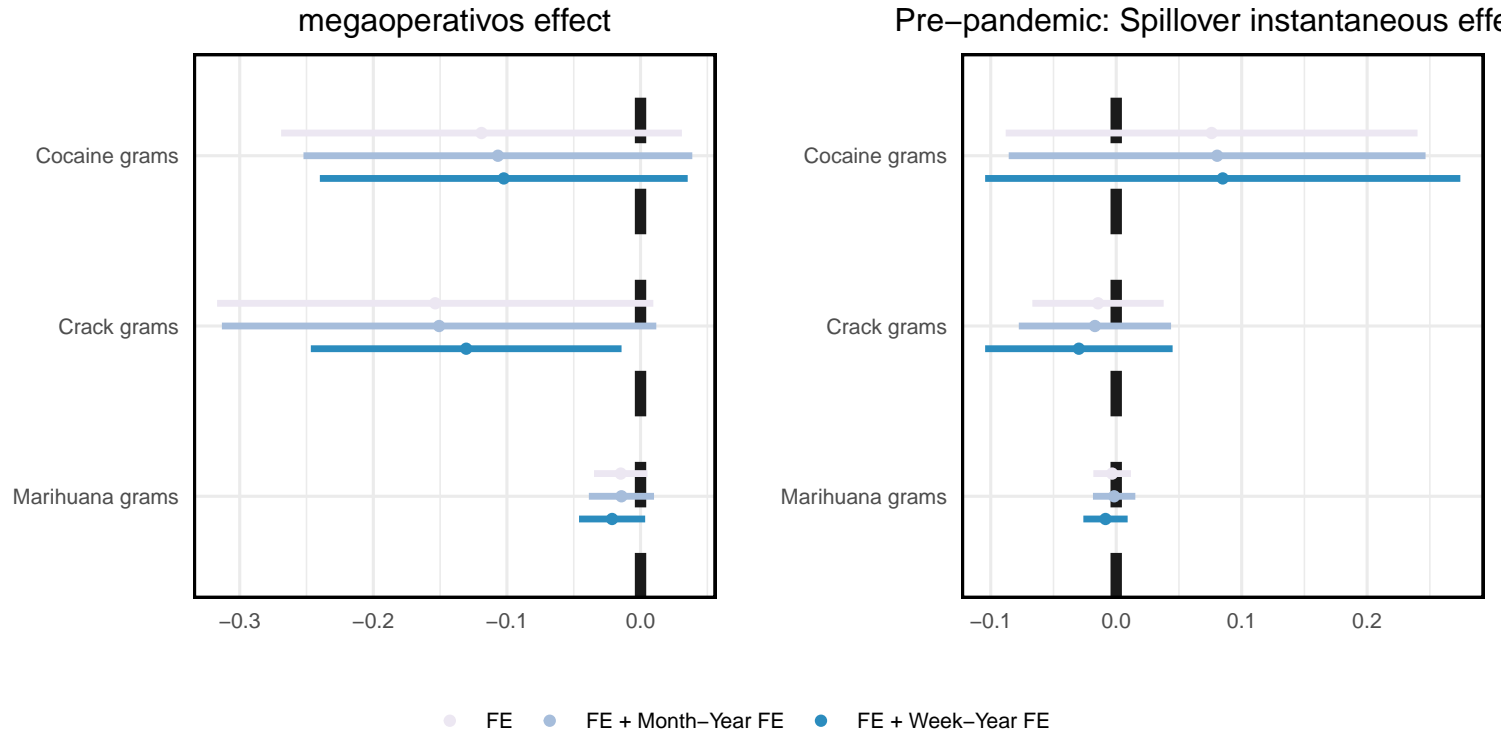 megaoperativos effect
Pre−pandemic: Spillover instantaneous effe
Cocaine grams
Crack grams
Marihuana grams
−0.3 −0.2 −0.1 0.0
Cocaine grams
Crack grams
Marihuana grams
−0.1 0.0 0.1 0.2
FE FE + Month−Year FE FE + Week−Year FE